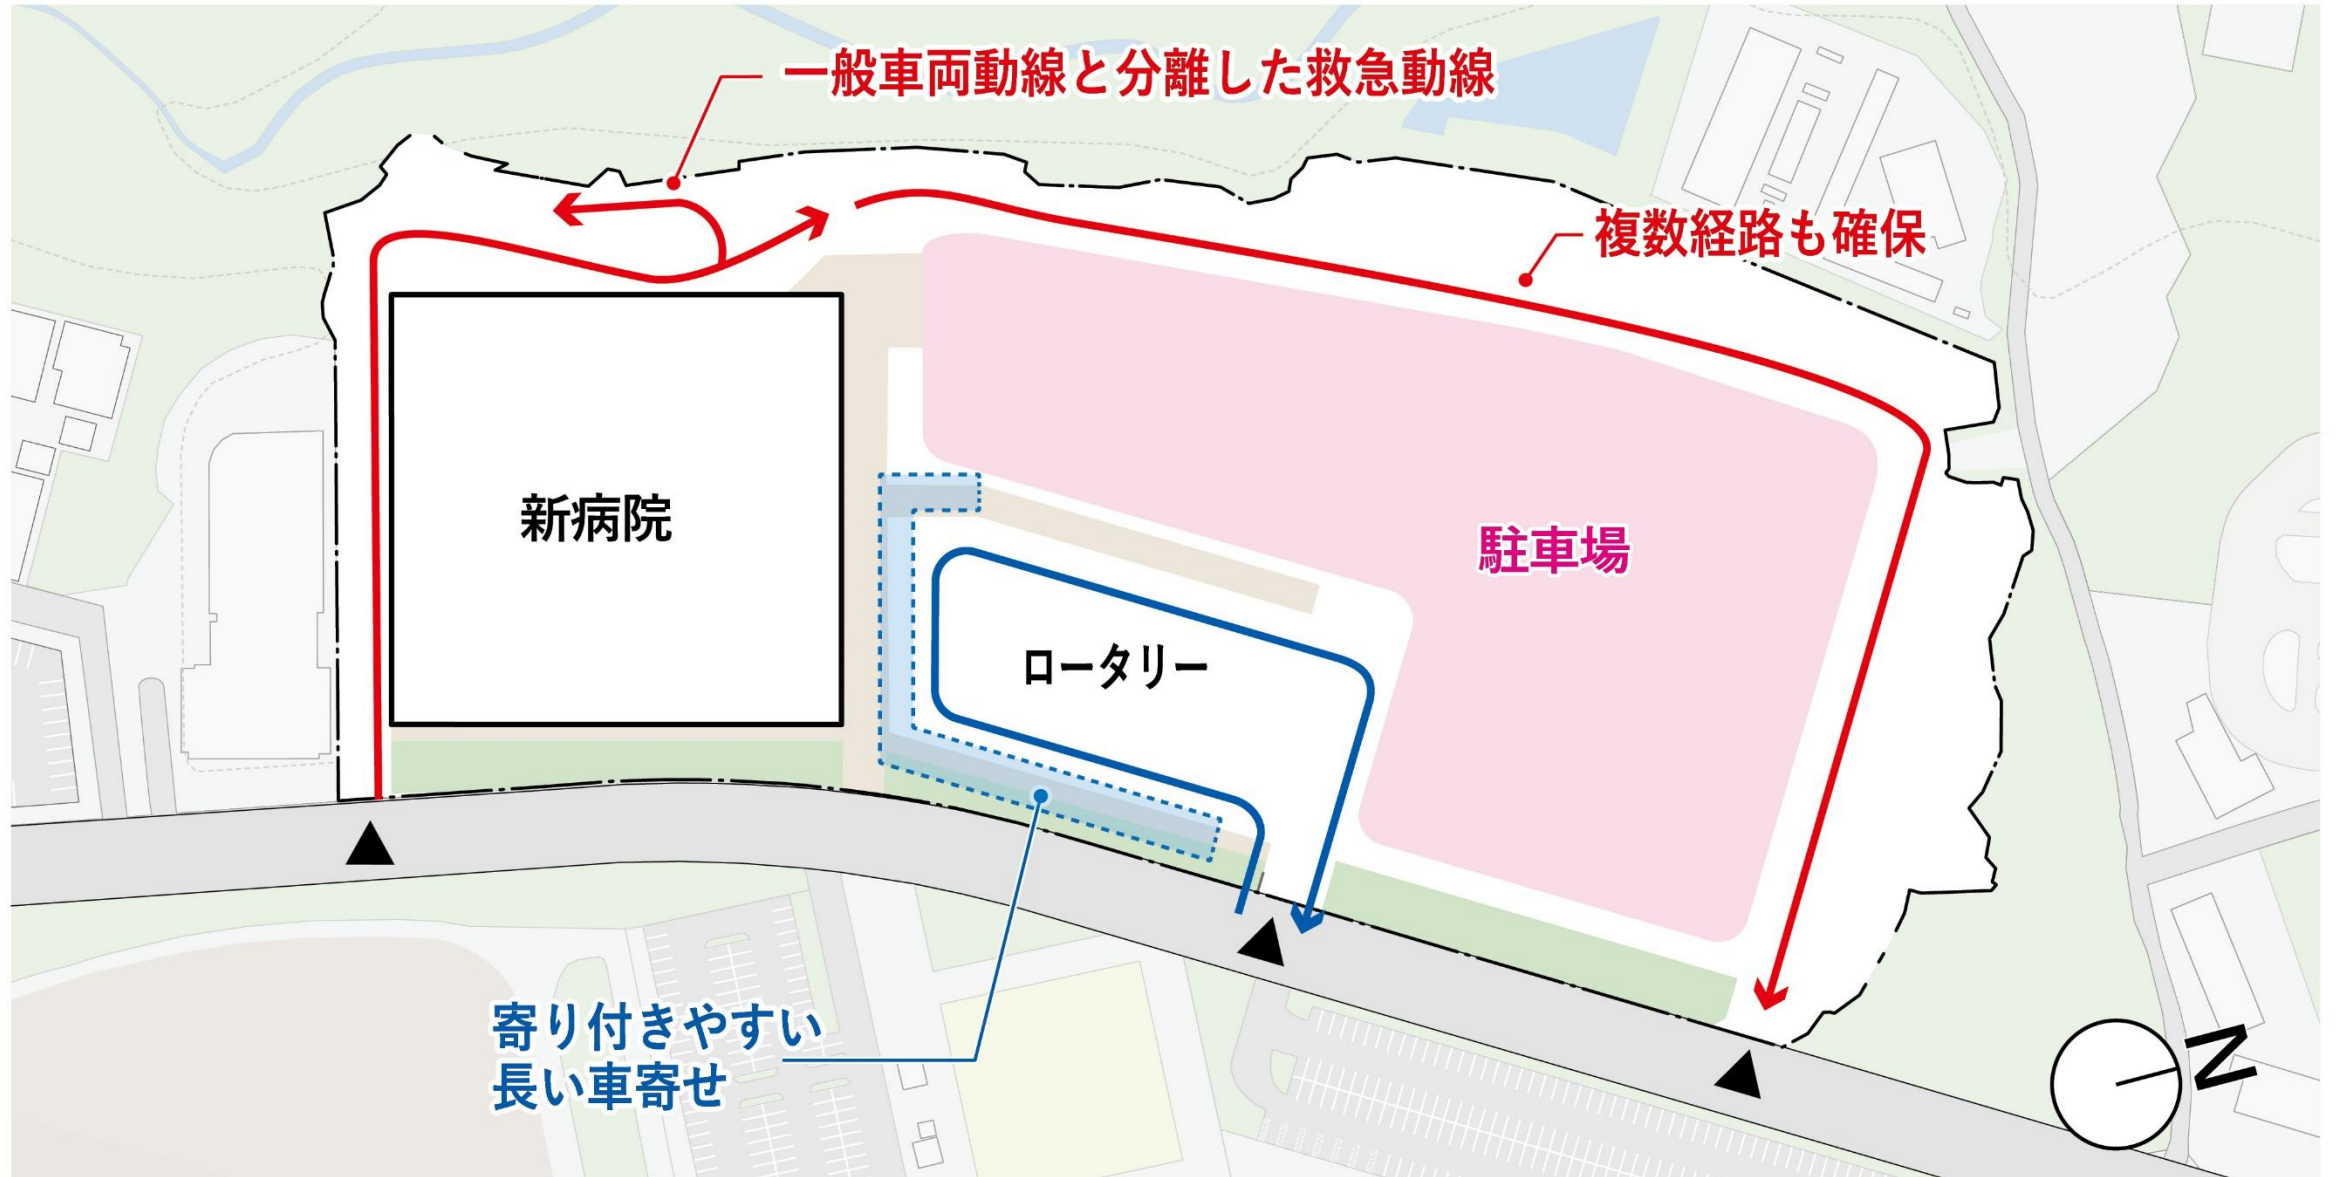 一般車両動線と分離した救急動線
複数経路も確保
新病院
駐車場
ロータリー
寄り付きやすい
長い車寄せ
N